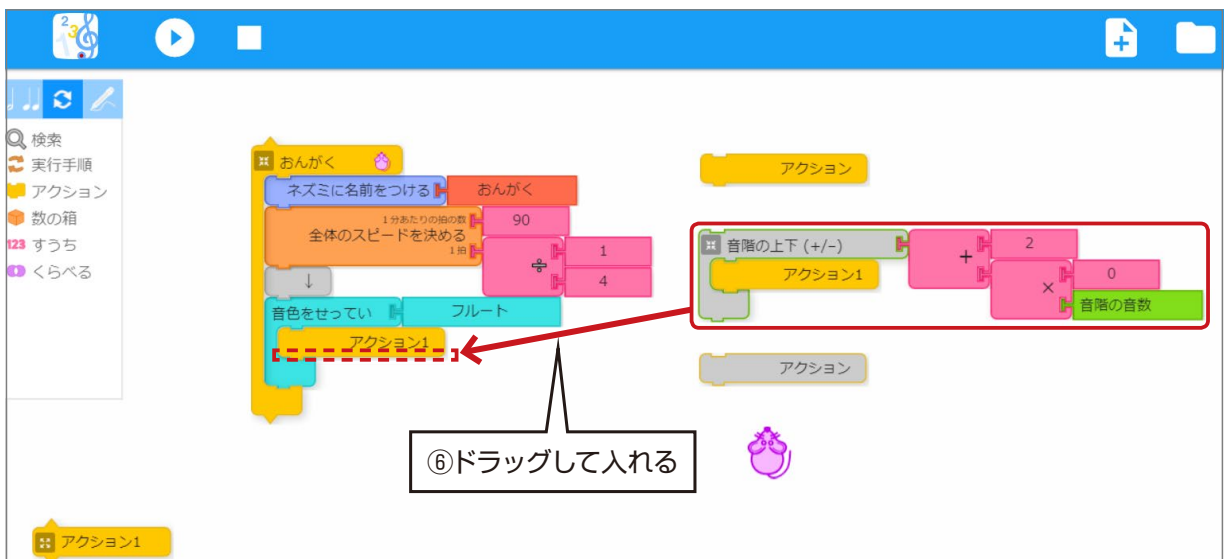 検索
実行手順
アクション
数の箱
123 すうち
くらべる
おんがく
ネズミに名前をつける おんがく
1分あたりの拍の数 90
全体のスピードを決める
1拍 ÷ 1
4
↓
音色をせってい フルート
アクション1
アクション
音階の上下 (+/−) + 2
アクション1 × 0
音階の音数
アクション
⑥ドラッグして入れる
アクション1